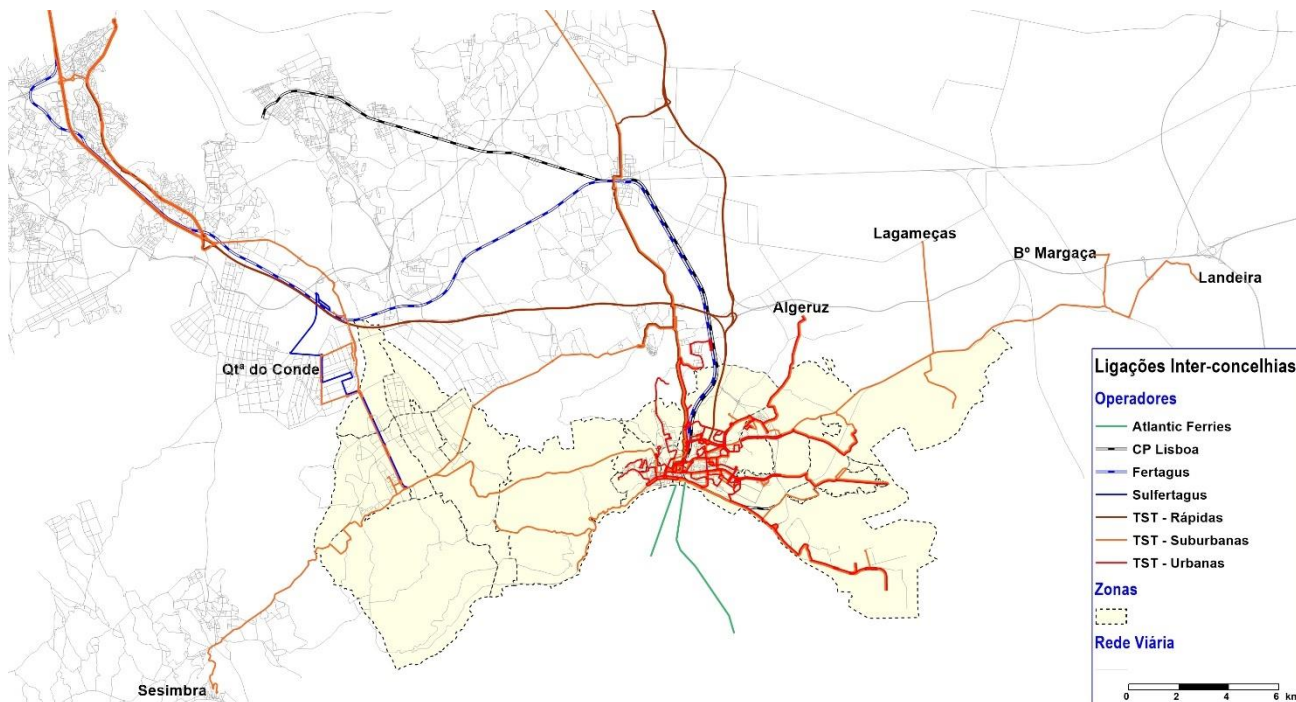 Lagameças
Bº Margaça
Landeira
Algeruz
Qtª do Conde
Sesimbra
Ligações Inter-concelhias
Operadores
Atlantic Ferries
CP Lisboa
Fertagus
Sulfertagus
TST - Rápidas
TST - Suburbanas
TST - Urbanas
Zonas
Rede Viária
0 2 4 6 km